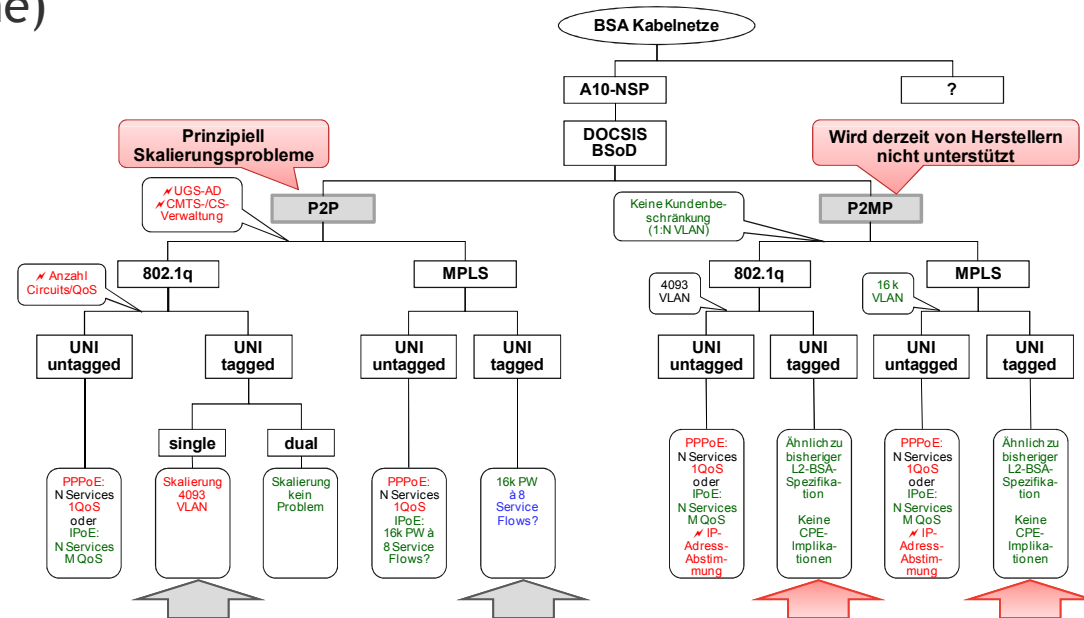 ne)
BSA Kabelnetze
A10-NSP
?
DOCSIS
BSoD
Prinzipiell
Skalierungsprobleme
Wird derzeit von Herstellern
nicht unterstützt
UGS-AD
CMTS-/CS-
Verwaltung
P2P
Keine Kundenbe-
schränkung
(1:N VLAN)
P2MP
Anzahl
Circuits/QoS
802.1q
MPLS
4093
VLAN
802.1q
16k
VLAN
MPLS
UNI
untagged
UNI
tagged
UNI
untagged
UNI
tagged
UNI
untagged
UNI
tagged
UNI
untagged
UNI
tagged
single
dual
PPPoE:
N Services
1QoS
oder
IPoE:
N Services
M QoS
Skalierung
4093
VLAN
Skalierung
kein
Problem
PPPoE:
N Services
1QoS
IPoE:
16k PW à
8 Service
Flows?
16k PW
à 8
Service
Flows?
PPPoE:
N Services
1QoS
oder
IPoE:
N Services
M QoS
IP-
Adress-
Abstim-
mung
Ähnlich zu
bisheriger
L2-BSA-
Spezifika-
tion
Keine
CPE-
Implika-
tionen
PPPoE:
N Services
1QoS
oder
IPoE:
N Services
M QoS
IP-
Adress-
Abstim-
mung
Ähnlich zu
bisheriger
L2-BSA-
Spezifika-
tion
Keine
CPE-
Implika-
tionen